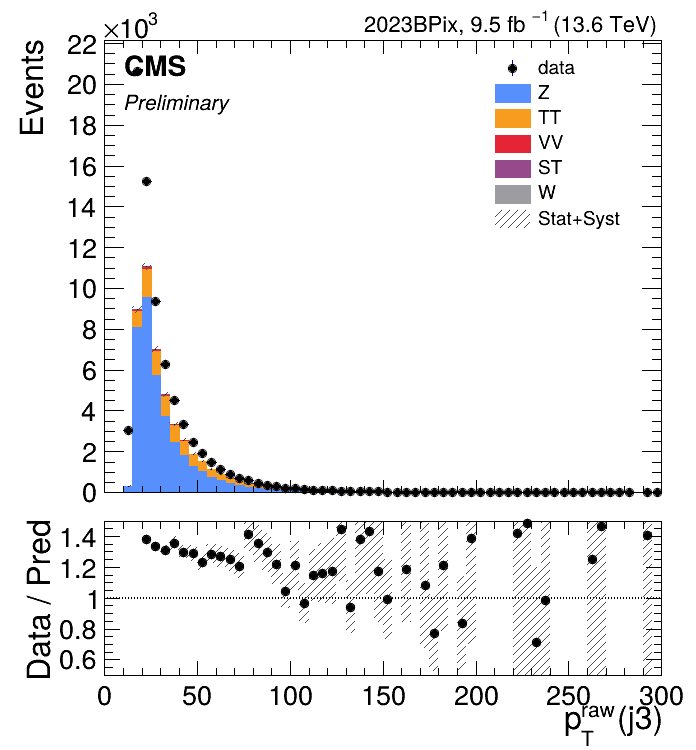 ×10³
2023BPix, 9.5 fb⁻¹ (13.6 TeV)
CMS
Preliminary
Events
22
20
18
16
14
12
10
8
6
4
2
0
data
Z
TT
VV
ST
W
Stat+Syst
Data / Pred
1.4
1.2
1
0.8
0.6
0 50 100 150 200 250 300
p_T^raw (j3)